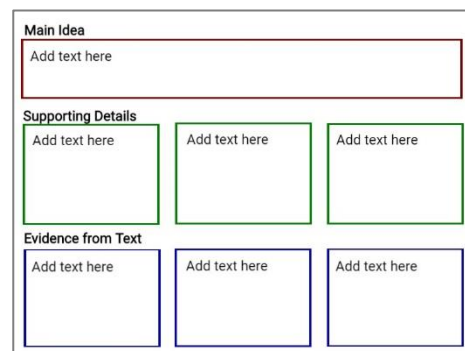 Main Idea
Add text here
Supporting Details
Add text here Add text here Add text here
Evidence from Text
Add text here Add text here Add text here